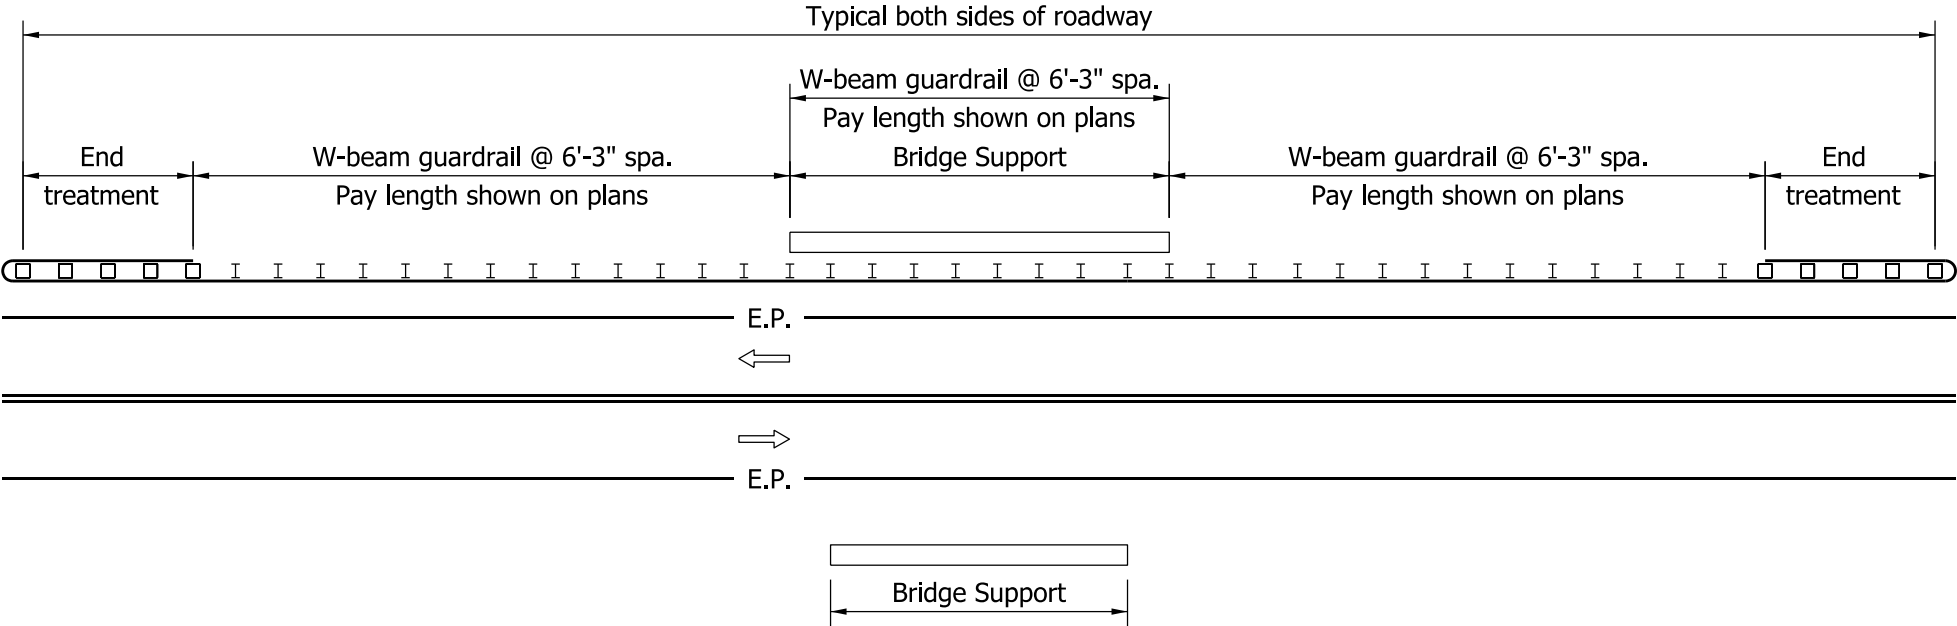 Typical both sides of roadway
W-beam guardrail @ 6'-3" spa.
Pay length shown on plans
End
treatment
W-beam guardrail @ 6'-3" spa.
Pay length shown on plans
Bridge Support
W-beam guardrail @ 6'-3" spa.
Pay length shown on plans
End
treatment
E.P.
E.P.
Bridge Support